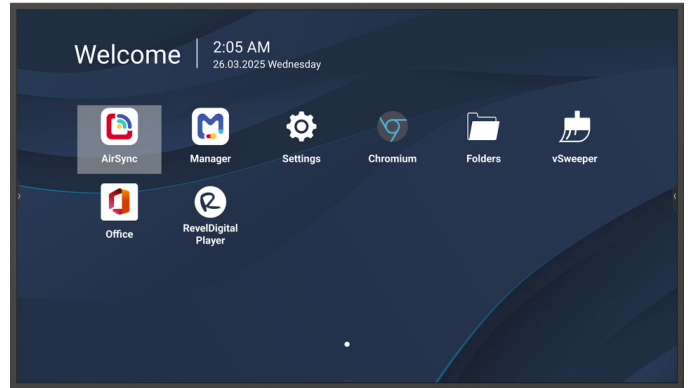 Welcome
2:05 AM
26.03.2025 Wednesday
AirSync
Manager
Settings
Chromium
Folders
vSweeper
Office
RevelDigital
Player